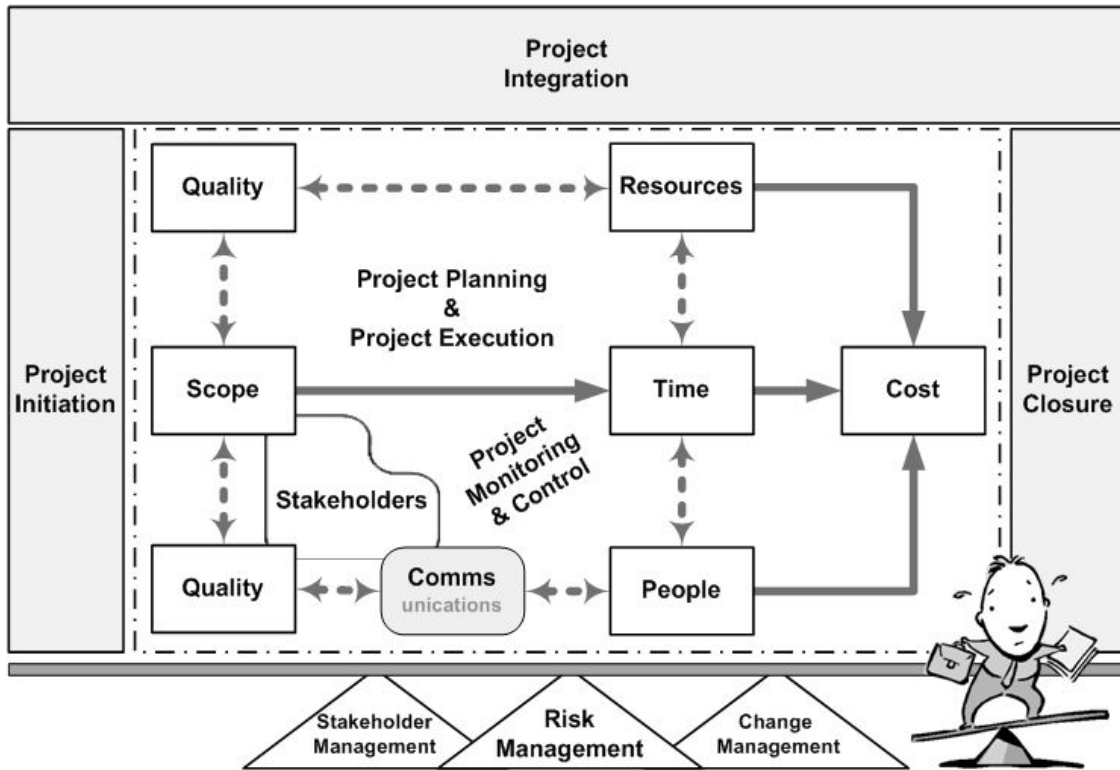 Project
Integration
Project
Initiation
Quality
Resources
Project Planning
&
Project Execution
Scope
Time
Cost
Project
Closure
Project
Monitoring
& Control
Stakeholders
Quality
Comms
unications
People
Stakeholder
Management
Risk
Management
Change
Management